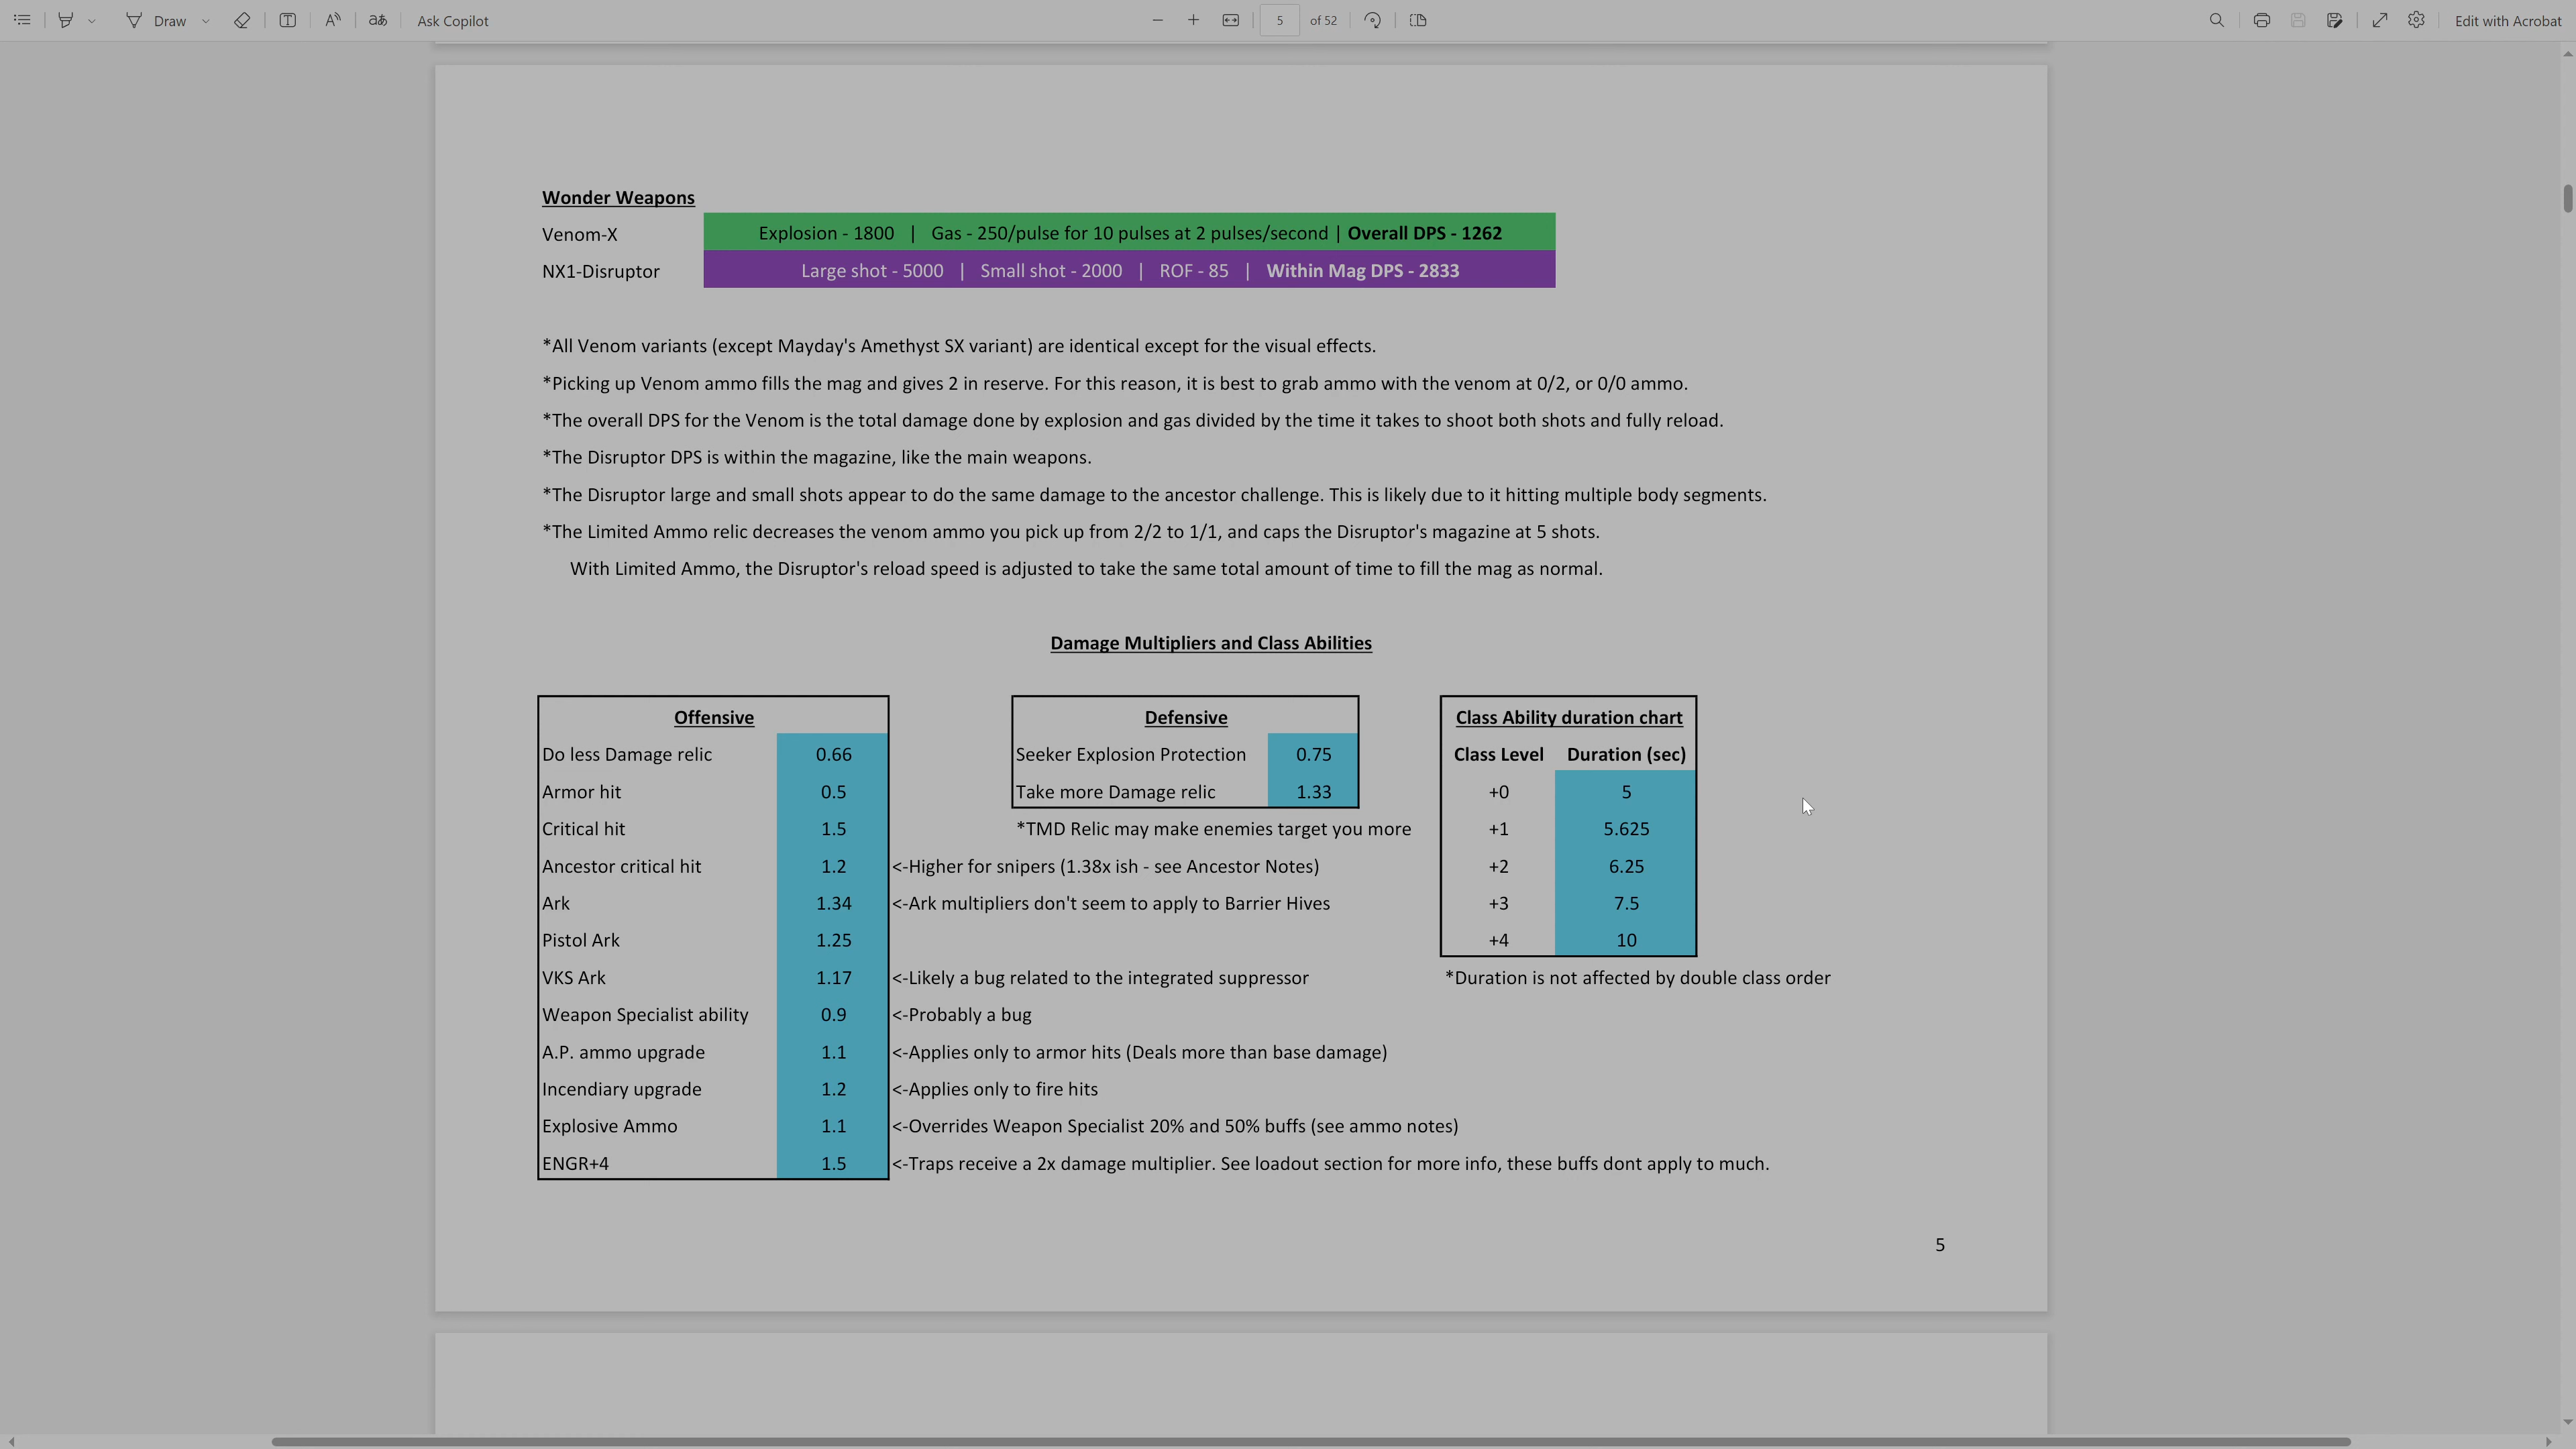 Draw
Ask Copilot
5 of 52
Edit with Acrobat
Wonder Weapons
Venom-X Explosion - 1800 | Gas - 250/pulse for 10 pulses at 2 pulses/second | Overall DPS - 1262
NX1-Disruptor Large shot - 5000 | Small shot - 2000 | ROF - 85 | Within Mag DPS - 2833
*All Venom variants (except Mayday's Amethyst SX variant) are identical except for the visual effects.
*Picking up Venom ammo fills the mag and gives 2 in reserve. For this reason, it is best to grab ammo with the venom at 0/2, or 0/0 ammo.
*The overall DPS for the Venom is the total damage done by explosion and gas divided by the time it takes to shoot both shots and fully reload.
*The Disruptor DPS is within the magazine, like the main weapons.
*The Disruptor large and small shots appear to do the same damage to the ancestor challenge. This is likely due to it hitting multiple body segments.
*The Limited Ammo relic decreases the venom ammo you pick up from 2/2 to 1/1, and caps the Disruptor's magazine at 5 shots.
With Limited Ammo, the Disruptor's reload speed is adjusted to take the same total amount of time to fill the mag as normal.
Damage Multipliers and Class Abilities
Offensive
Do less Damage relic 0.66
Armor hit 0.5
Critical hit 1.5
Ancestor critical hit 1.2 <-Higher for snipers (1.38x ish - see Ancestor Notes)
Ark 1.34 <-Ark multipliers don't seem to apply to Barrier Hives
Pistol Ark 1.25
VKS Ark 1.17 <-Likely a bug related to the integrated suppressor
Weapon Specialist ability 0.9 <-Probably a bug
A.P. ammo upgrade 1.1 <-Applies only to armor hits (Deals more than base damage)
Incendiary upgrade 1.2 <-Applies only to fire hits
Explosive Ammo 1.1 <-Overrides Weapon Specialist 20% and 50% buffs (see ammo notes)
ENGR+4 1.5 <-Traps receive a 2x damage multiplier. See loadout section for more info, these buffs dont apply to much.
Defensive
Seeker Explosion Protection 0.75
Take more Damage relic 1.33
*TMD Relic may make enemies target you more
Class Ability duration chart
Class Level Duration (sec)
+0 5
+1 5.625
+2 6.25
+3 7.5
+4 10
*Duration is not affected by double class order
5